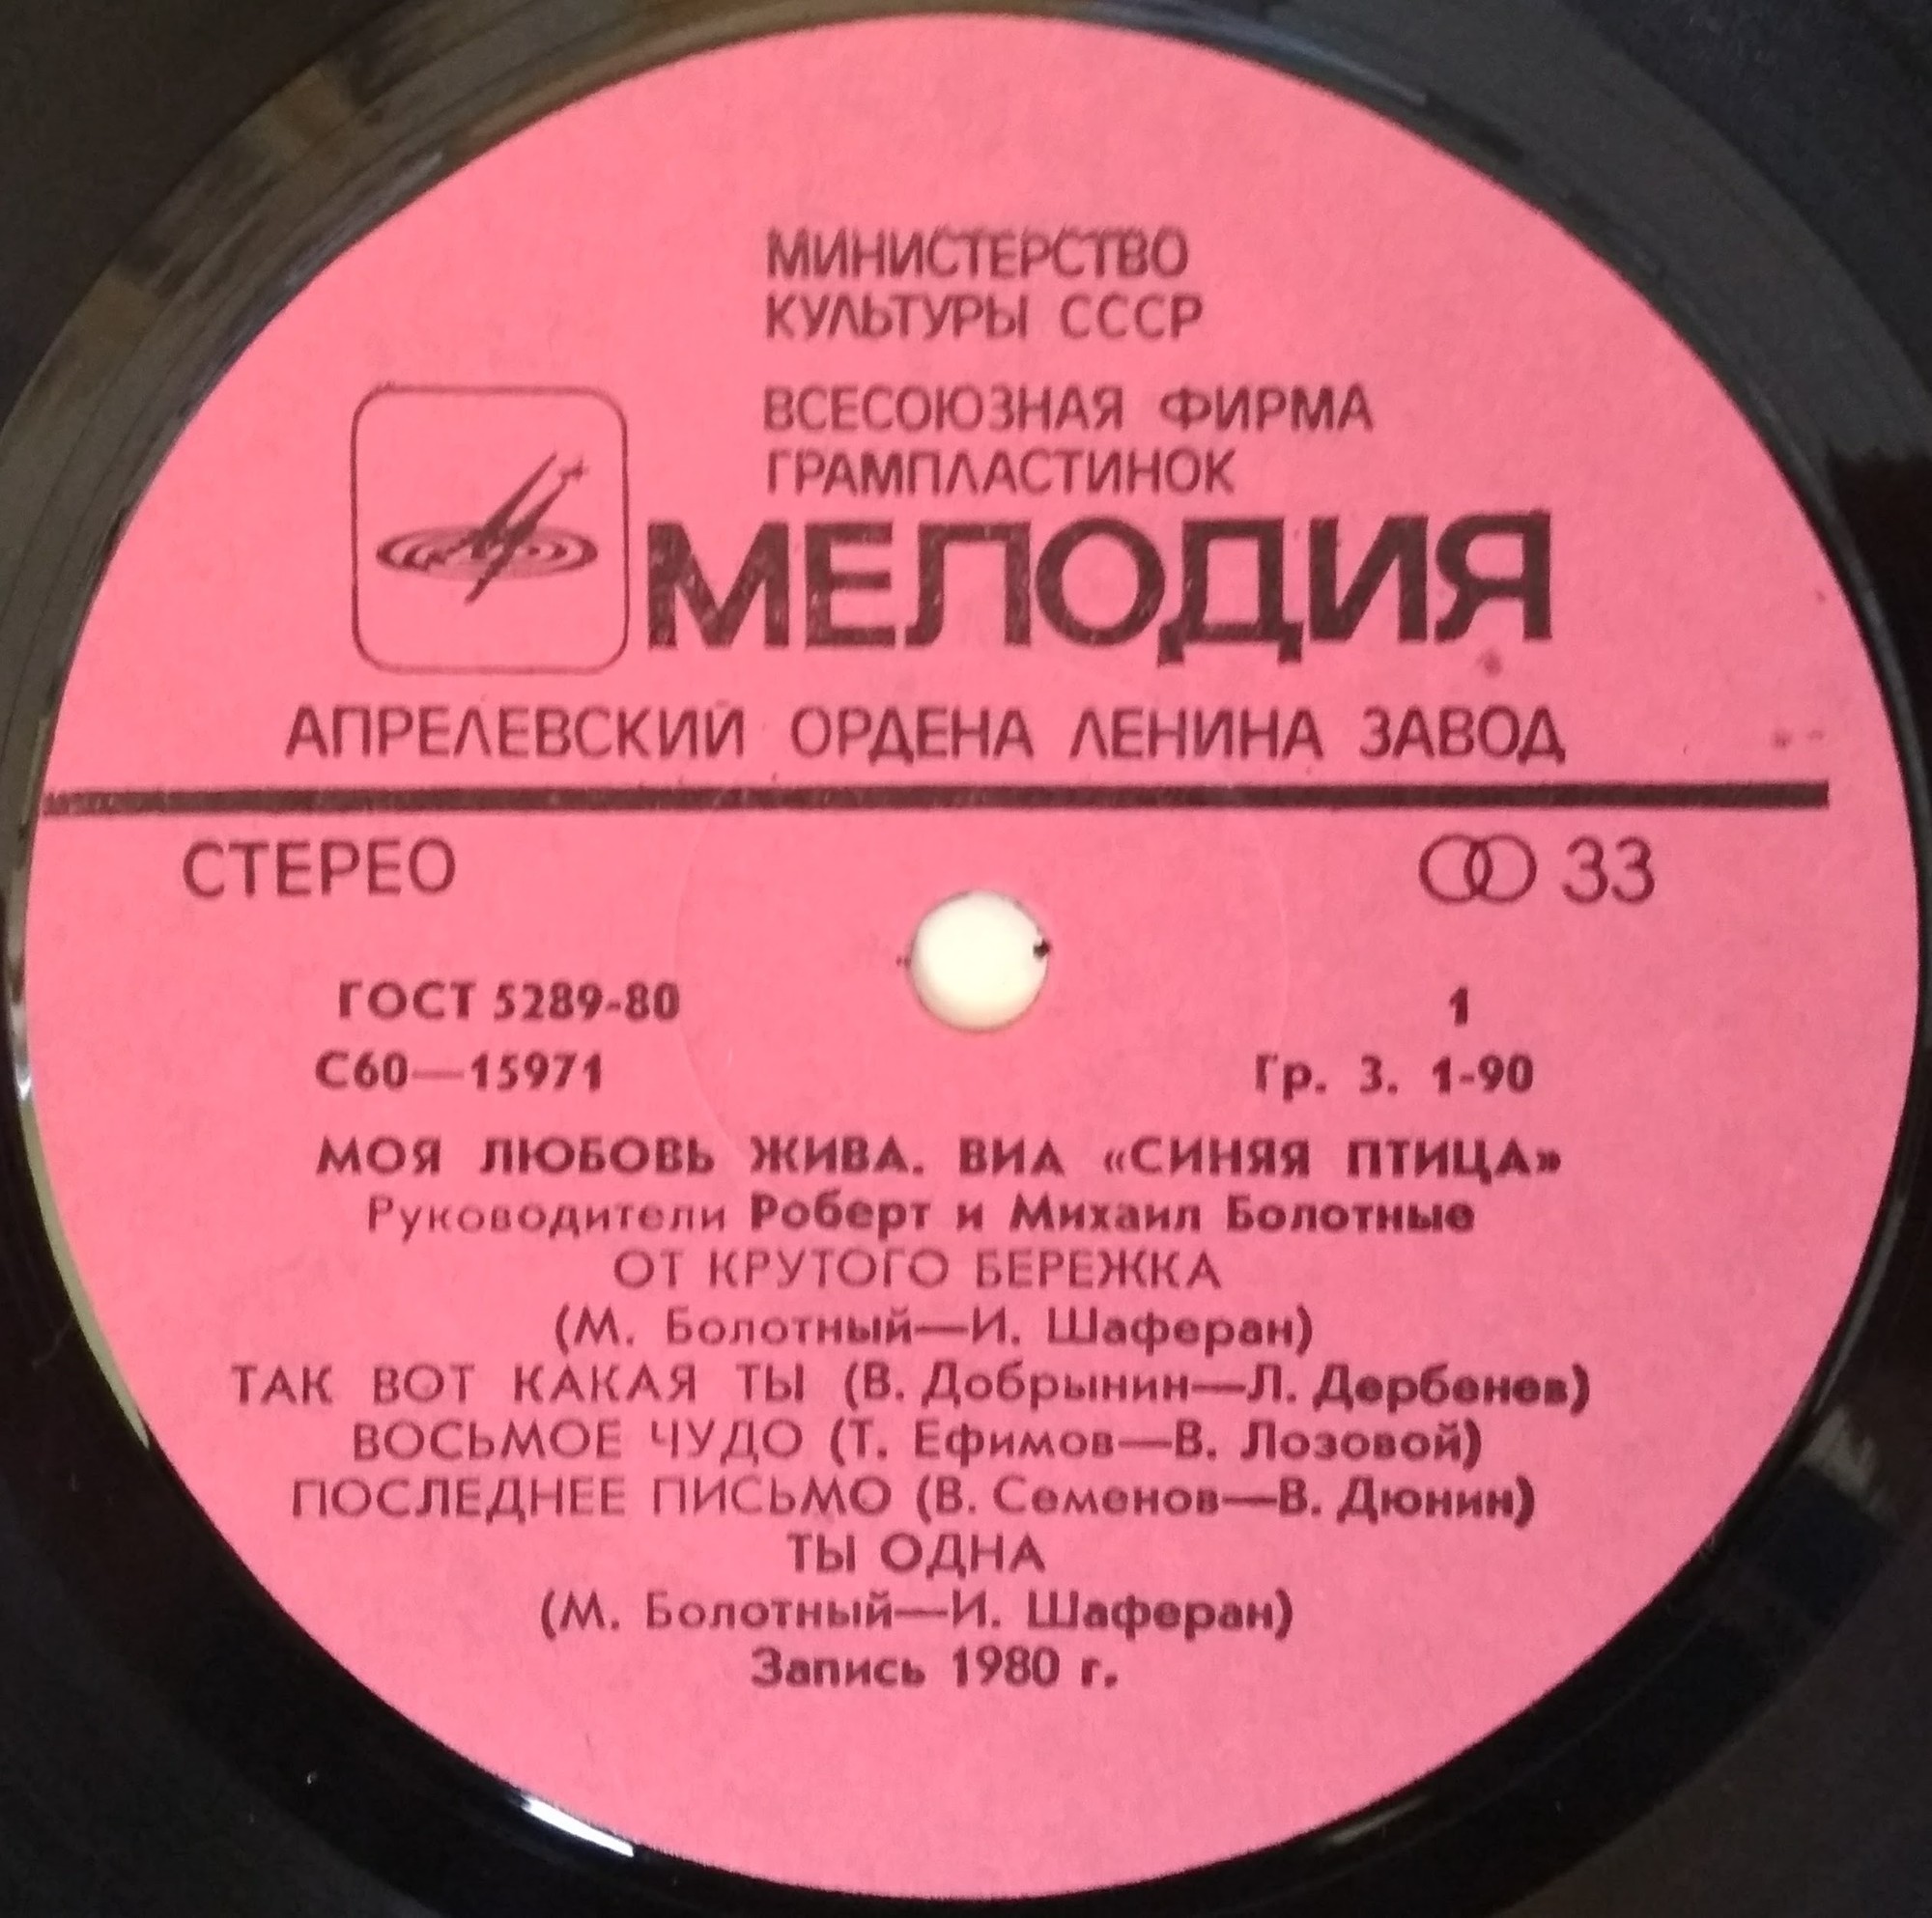 МИНИСТЕРСТВО
КУЛЬТУРЫ СССР
ВСЕСОЮЗНАЯ ФИРМА
ГРАМПЛАСТИНОК
МЕЛОДИЯ
АПРЕЛЕВСКИЙ ОРДЕНА ЛЕНИНА ЗАВОД
СТЕРЕО 33
ГОСТ 5289-80 1
С60—15971 Гр. 3. 1-90
МОЯ ЛЮБОВЬ ЖИВА. ВИА «СИНЯЯ ПТИЦА»
Руководители Роберт и Михаил Болотные
ОТ КРУТОГО БЕРЕЖКА
(М. Болотный—И. Шаферан)
ТАК ВОТ КАКАЯ ТЫ (В. Добрынин—Л. Дербенев)
ВОСЬМОЕ ЧУДО (Т. Ефимов—В. Лозовой)
ПОСЛЕДНЕЕ ПИСЬМО (В. Семенов—В. Дюнин)
ТЫ ОДНА
(М. Болотный—И. Шаферан)
Запись 1980 г.